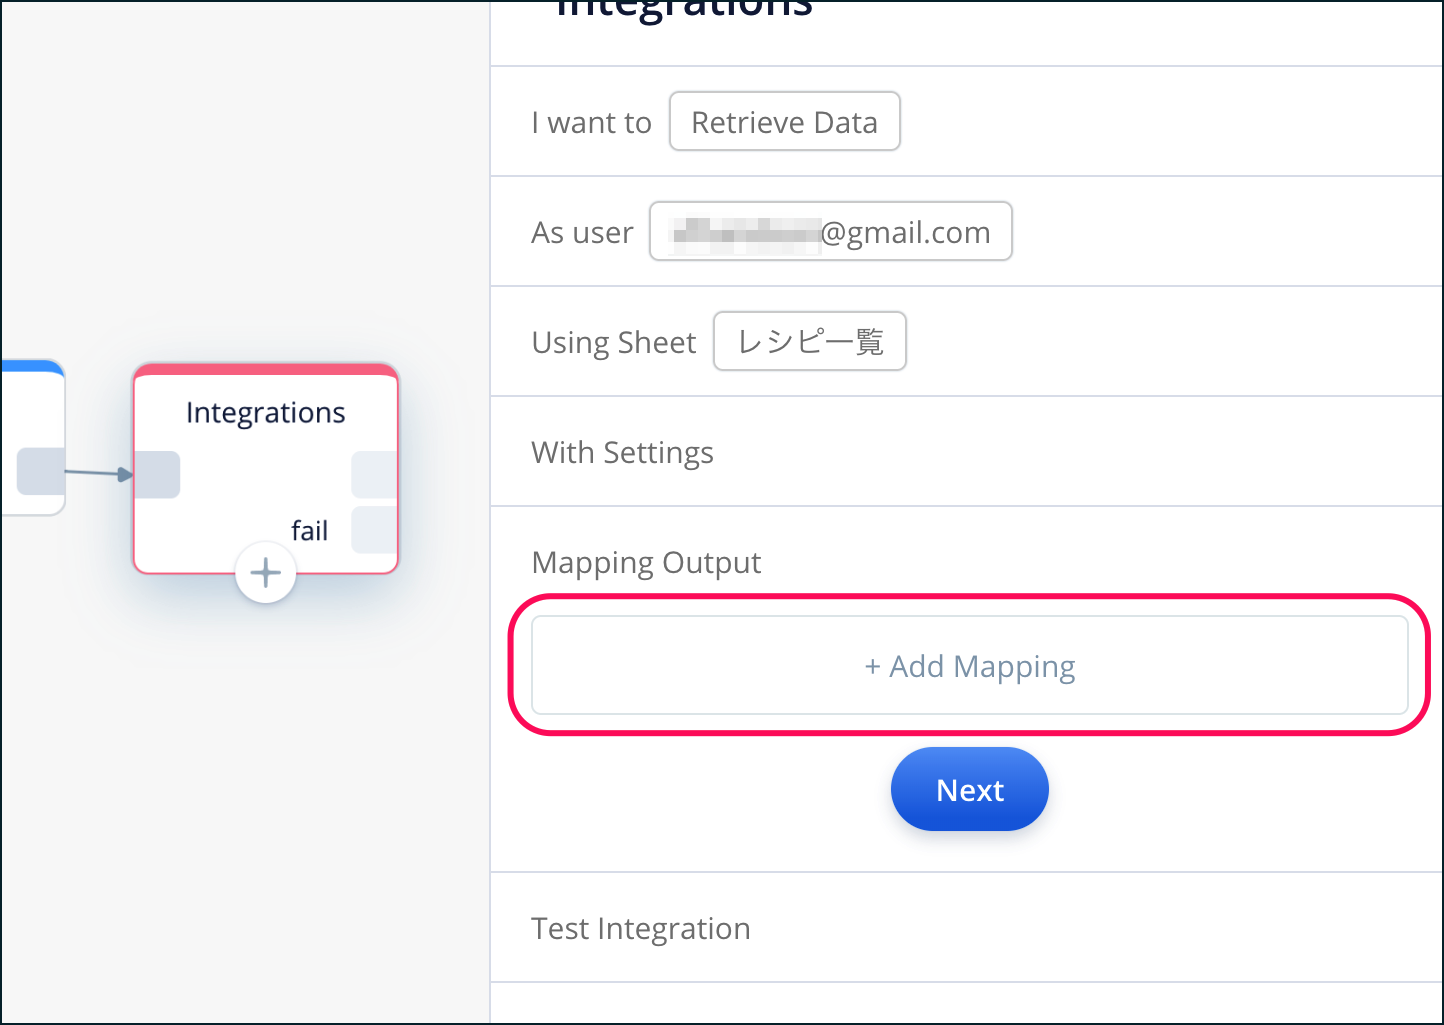 Integrations
I want to Retrieve Data
As user @gmail.com
Using Sheet レシピ一覧
With Settings
Mapping Output
+ Add Mapping
Next
Test Integration
Integrations
fail